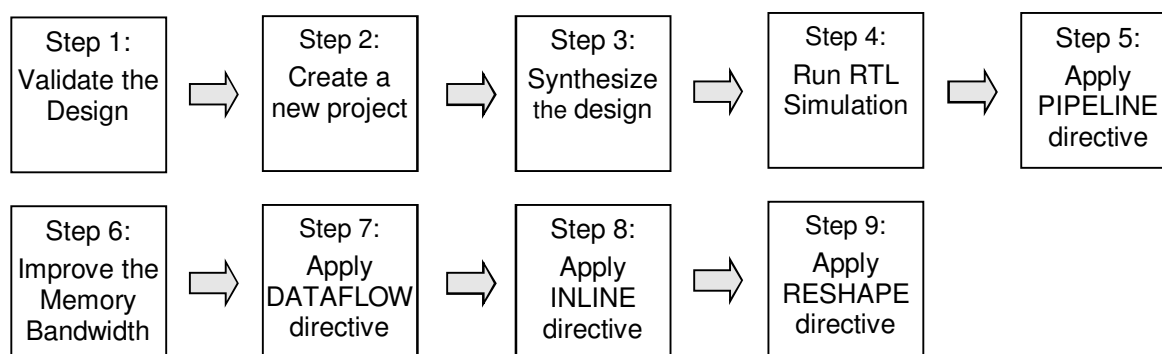 Step 1:
Validate the
Design
Step 2:
Create a
new project
Step 3:
Synthesize
the design
Step 4:
Run RTL
Simulation
Step 5:
Apply
PIPELINE
directive
Step 6:
Improve the
Memory
Bandwidth
Step 7:
Apply
DATAFLOW
directive
Step 8:
Apply
INLINE
directive
Step 9:
Apply
RESHAPE
directive